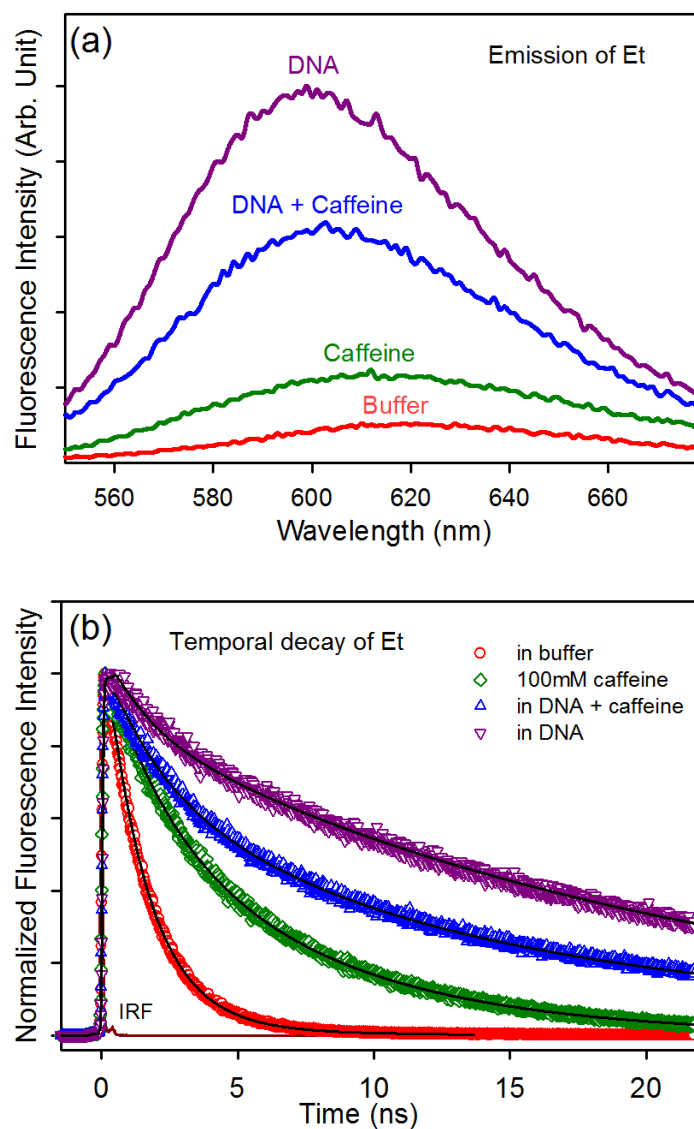 (a)
Emission of Et
DNA
DNA + Caffeine
Caffeine
Buffer
Fluorescence Intensity (Arb. Unit)
560 580 600 620 640 660
Wavelength (nm)
(b)
Temporal decay of Et
in buffer
100mM caffeine
in DNA + caffeine
in DNA
IRF
Normalized Fluorescence Intensity
0 5 10 15 20
Time (ns)